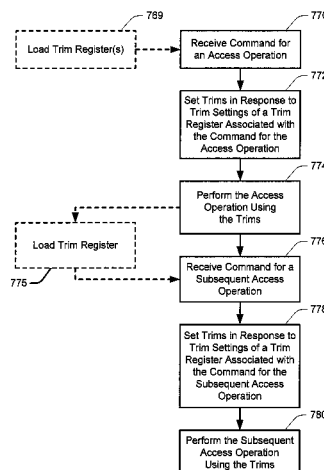 769
770
Load Trim Register(s)
Receive Command for
an Access Operation
772
Set Trims in Response to
Trim Settings of a Trim
Register Associated with
the Command for the
Access Operation
774
Perform the Access
Operation Using
the Trims
Load Trim Register
775
776
Receive Command for a
Subsequent Access
Operation
778
Set Trims in Response to
Trim Settings of a Trim
Register Associated with
the Command for the
Subsequent Access
Operation
780
Perform the Subsequent
Access Operation
Using the Trims